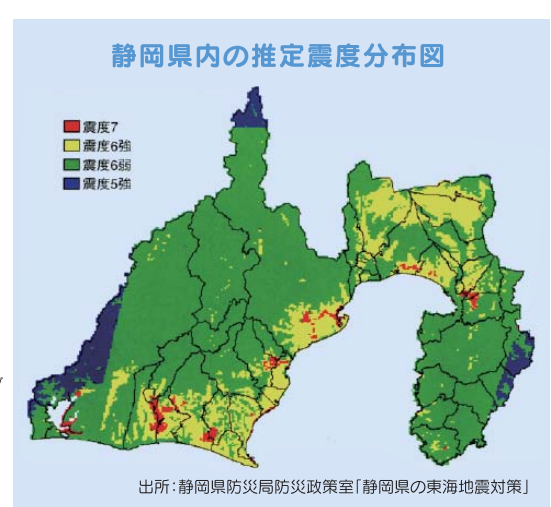 静岡県内の推定震度分布図
震度7
震度6強
震度6弱
震度5強
出所:静岡県防災局防災政策室「静岡県の東海地震対策」